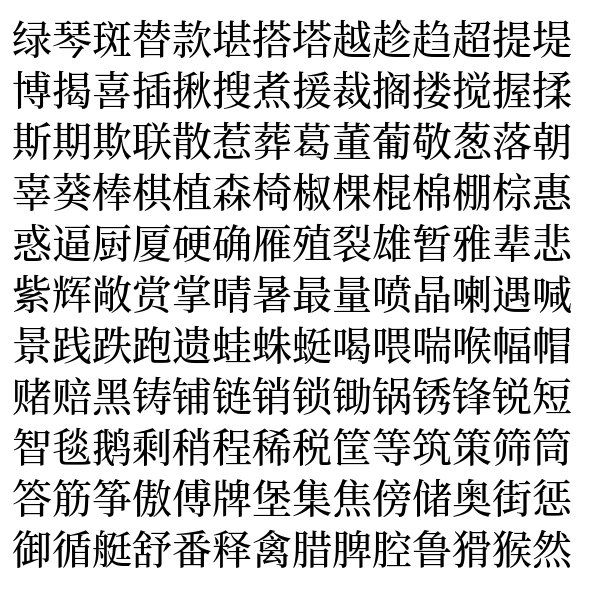 绿琴斑替款堪搭塔越趁趋超提堤
博揭喜插揪搜煮援裁搁搂搅握揉
斯期欺联散惹葬葛董葡敬葱落朝
辜葵棒棋植森椅椒棵棍棉棚棕惠
惑逼厨厦硬确雁殖裂雄暂雅辈悲
紫辉敞赏掌晴暑最量喷晶喇遇喊
景践跌跑遗蛙蛛蜓喝喂喘喉幅帽
赌赔黑铸铺链销锁锄锅锈锋锐短
智毯鹅剩稍程稀税筐等筑策筛筒
答筋筝傲傅牌堡集焦傍储奥街惩
御循艇舒番释禽腊脾腔鲁猾猴然